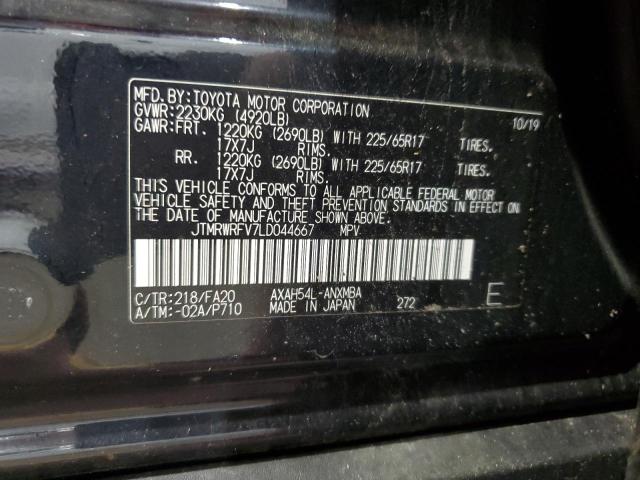 MFD.BY:TOYOTA MOTOR CORPORATION 10/19
GVWR:2230KG (4920LB)
GAWR:FRT. 1220KG (2690LB) WITH 225/65R17 TIRES.
17X7J RIMS.
RR. 1220KG (2690LB) WITH 225/65R17 TIRES.
17X7J RIMS.
THIS VEHICLE CONFORMS TO ALL APPLICABLE FEDERAL MOTOR
VEHICLE SAFETY AND THEFT PREVENTION STANDARDS IN EFFECT ON
THE DATE OF MANUFACTURE SHOWN ABOVE.
JTMRWRFV7LD044667 MPV.
C/TR:218/FA20 AXAH54L-ANXMBA
A/TM:-02A/P710 MADE IN JAPAN 272 E